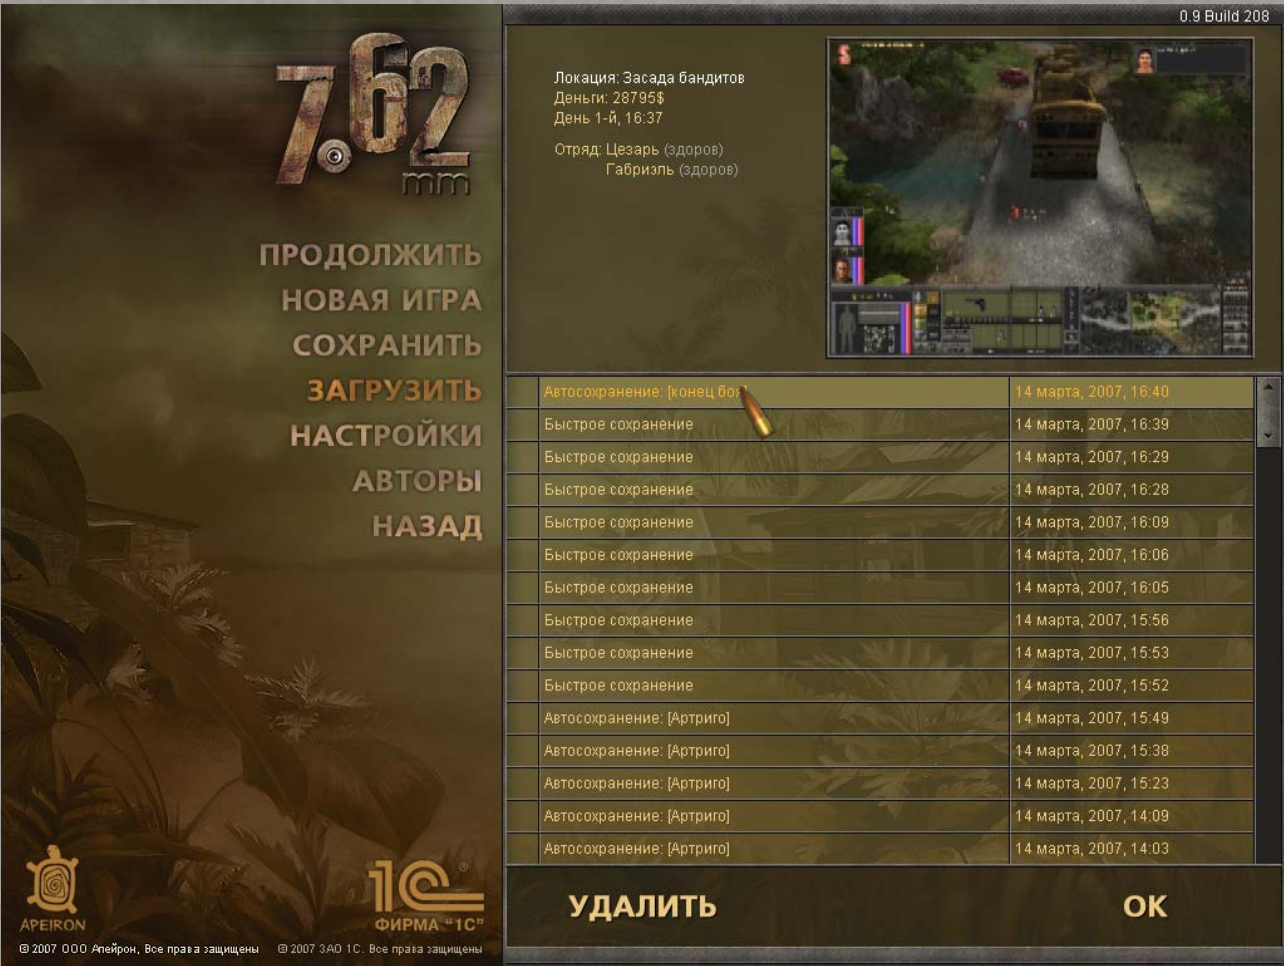 0.9 Build 208
7.62
mm
ПРОДОЛЖИТЬ
НОВАЯ ИГРА
СОХРАНИТЬ
ЗАГРУЗИТЬ
НАСТРОЙКИ
АВТОРЫ
НАЗАД
Локация: Засада бандитов
Деньги: 28795$
День 1-й, 16:37
Отряд: Цезарь (здоров)
Габриэль (здоров)
Автосохранение: [конец 14 марта, 2007, 16:40
Быстрое сохранение 14 марта, 2007, 16:39
Быстрое сохранение 14 марта, 2007, 16:29
Быстрое сохранение 14 марта, 2007, 16:28
Быстрое сохранение 14 марта, 2007, 16:09
Быстрое сохранение 14 марта, 2007, 16:06
Быстрое сохранение 14 марта, 2007, 16:05
Быстрое сохранение 14 марта, 2007, 15:56
Быстрое сохранение 14 марта, 2007, 15:53
Быстрое сохранение 14 марта, 2007, 15:52
Автосохранение: [Артриго] 14 марта, 2007, 15:49
Автосохранение: [Артриго] 14 марта, 2007, 15:38
Автосохранение: [Артриго] 14 марта, 2007, 15:23
Автосохранение: [Артриго] 14 марта, 2007, 14:09
Автосохранение: [Артриго] 14 марта, 2007, 14:03
УДАЛИТЬ
ОК
APEIRON
1С®
ФИРМА "1С"
© 2007 ООО Апейрон, Все права защищены
© 2007 ЗАО 1С. Все права защищены